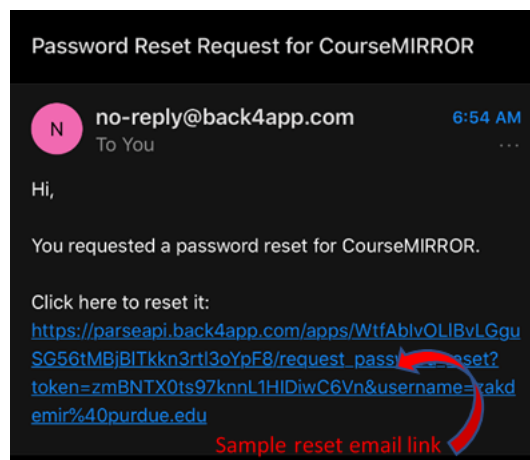 Password Reset Request for CourseMIRROR
N
no-reply@back4app.com
6:54 AM
To You
...
Hi,
You requested a password reset for CourseMIRROR.
Click here to reset it:
https://parseapi.back4app.com/apps/WtfAblvOLIBvLGgu
SG56tMBjBITkkn3rtl3oYpF8/request
token=zmBNTX0ts97knnL1HIDiwC6Vn&username=zakd
emir%40purdue.edu
Sample reset email link